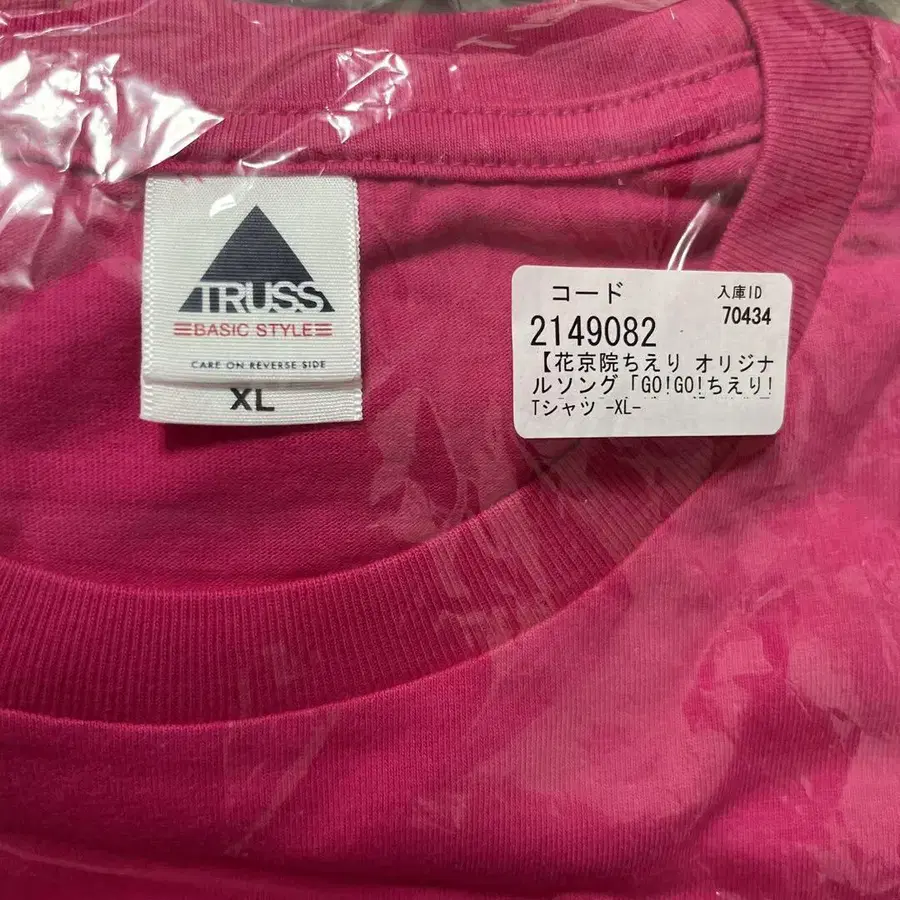 TRUSS
BASIC STYLE
CARE ON REVERSE SIDE
XL
コード
入庫ID
2149082
70434
【花京院ちえり オリジナ
ルソング「GO!GO!ちえり!
Tシャツ -XL-